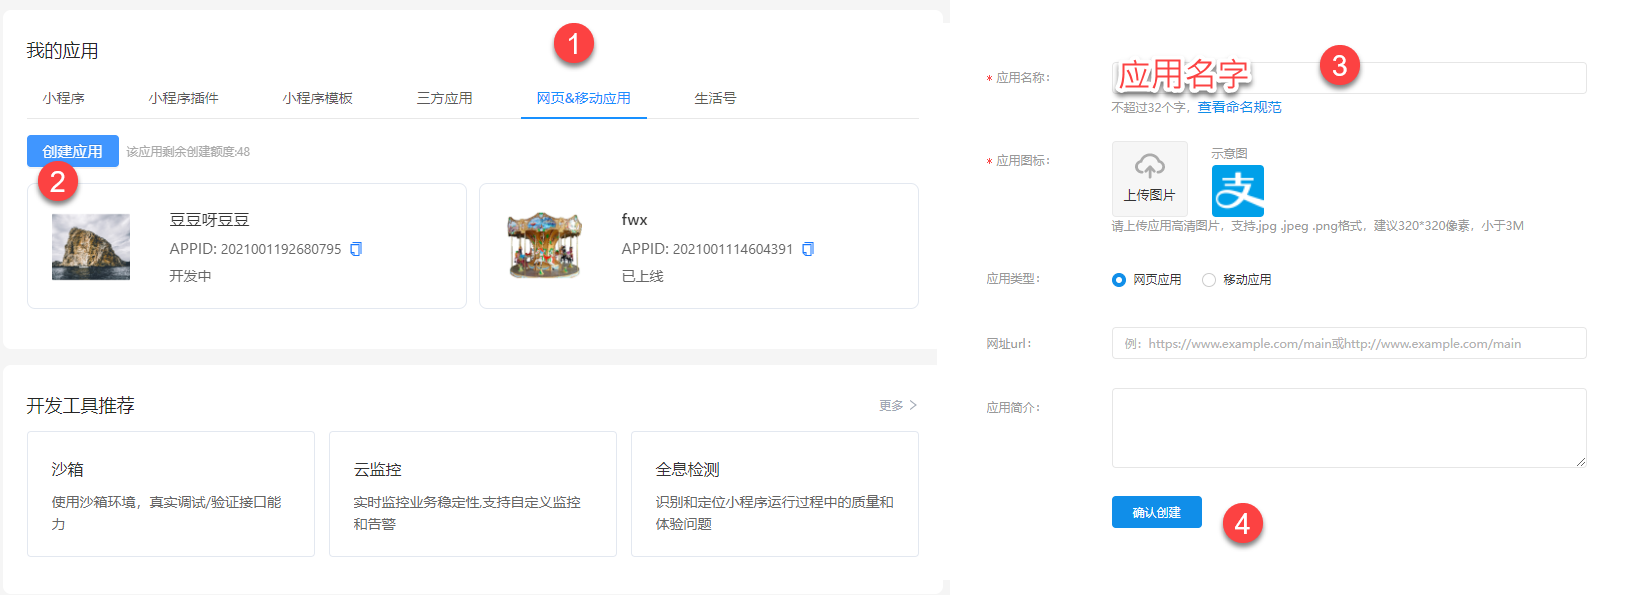 我的应用
1
小程序 小程序插件 小程序模板 三方应用 网页&移动应用 生活号
创建应用 该应用剩余创建额度:48
2
豆豆呀豆豆
APPID: 2021001192680795
开发中
fwx
APPID: 2021001114604391
已上线
开发工具推荐
更多 >
沙箱
使用沙箱环境，真实调试/验证接口能
力
云监控
实时监控业务稳定性,支持自定义监控
和告警
全息检测
识别和定位小程序运行过程中的质量和
体验问题
* 应用名称：
应用名字
3
不超过32个字，查看命名规范
* 应用图标：
上传图片
示意图
支
请上传应用高清图片，支持.jpg .jpeg .png格式，建议320*320像素，小于3M
应用类型： 网页应用 移动应用
网址url： 例：https://www.example.com/main或http://www.example.com/main
应用简介：
确认创建
4